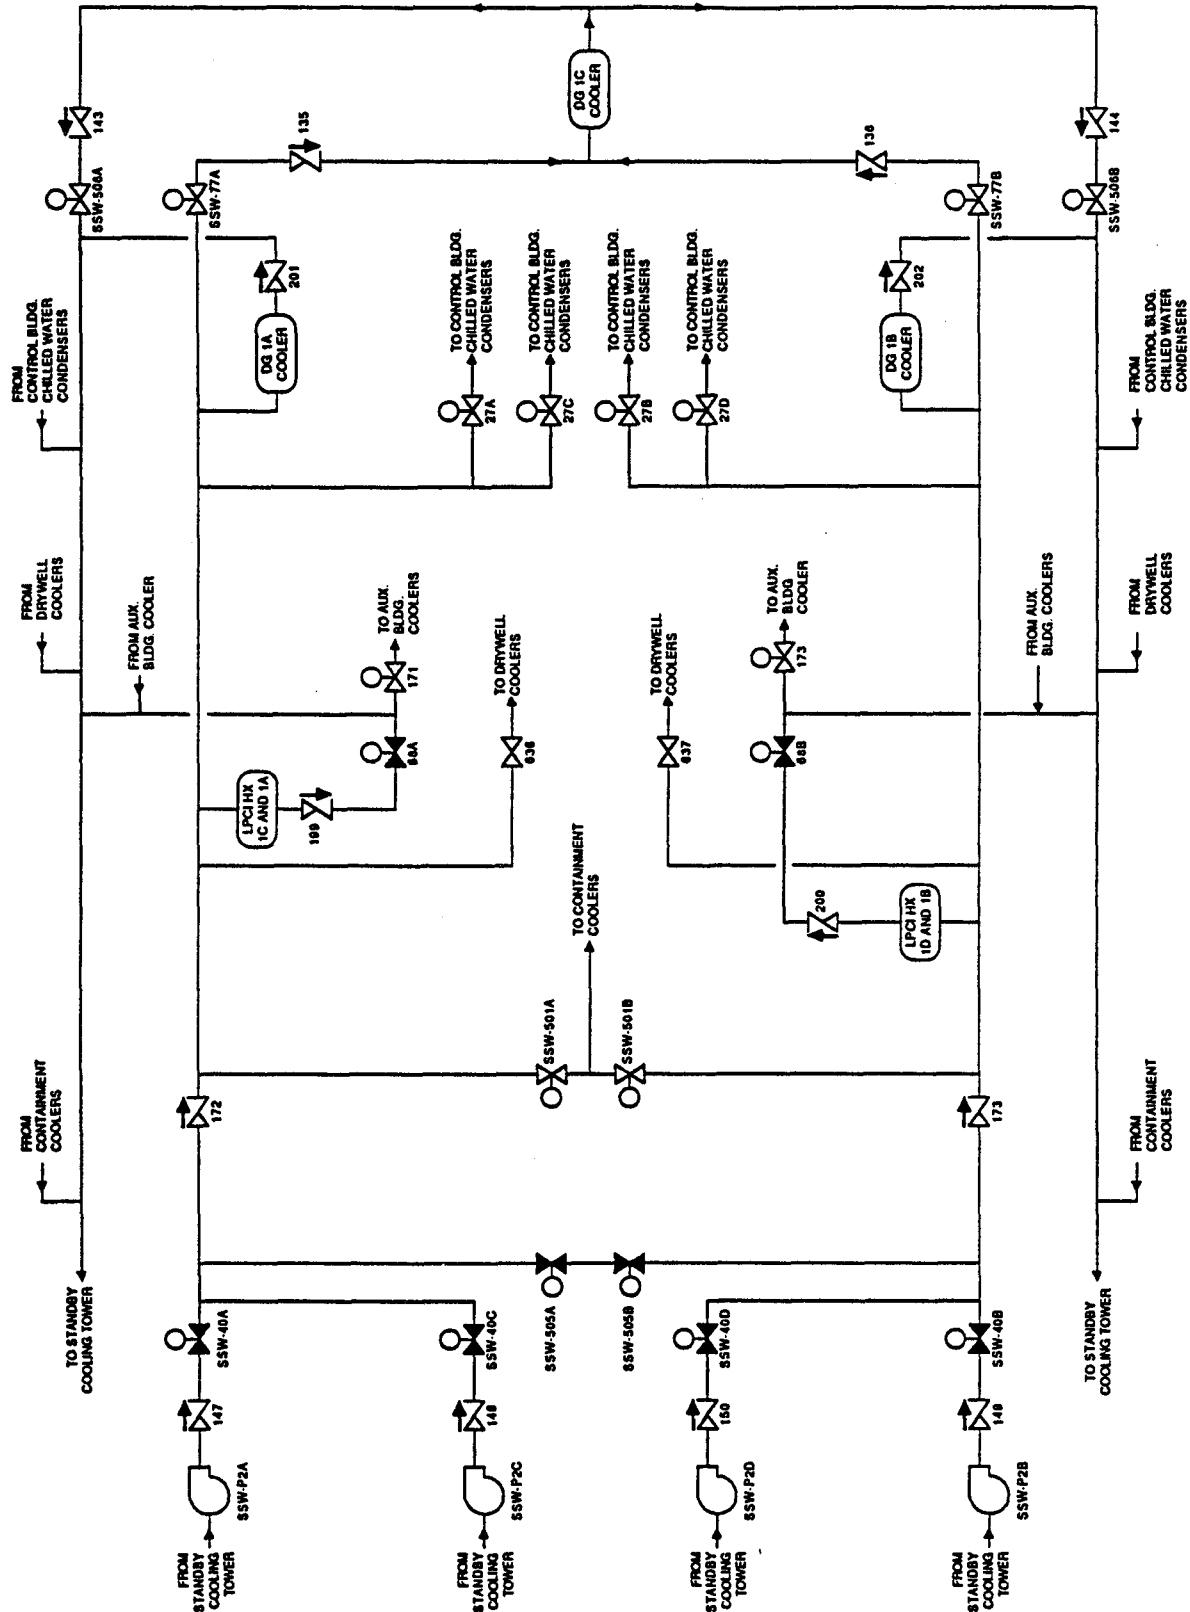 FROM
STANDBY
COOLING
TOWER
SSW-P2A
147
SSW-40A
TO STANDBY
COOLING TOWER
FROM
CONTAINMENT
COOLERS
172
FROM
DRYWELL
COOLERS
FROM AUX.
BLDG. COOLER
LPCI HX
1C AND 1A
199
68A
171
TO AUX.
BLDG.
COOLERS
636
TO DRYWELL
COOLERS
FROM
CONTROL BLDG.
CHILLED WATER
CONDENSERS
DG 1A
COOLER
201
SSW-506A
143
SSW-77A
135
FROM
STANDBY
COOLING
TOWER
SSW-P2C
148
SSW-40C
SSW-505A
SSW-505B
SSW-501A
SSW-501B
TO CONTAINMENT
COOLERS
27A
TO CONTROL BLDG.
CHILLED WATER
CONDENSERS
27C
TO CONTROL BLDG.
CHILLED WATER
CONDENSERS
27B
TO CONTROL BLDG.
CHILLED WATER
CONDENSERS
27D
TO CONTROL BLDG.
CHILLED WATER
CONDENSERS
DG 1C
COOLER
FROM
STANDBY
COOLING
TOWER
SSW-P2D
150
SSW-40D
637
TO DRYWELL
COOLERS
68B
173
TO AUX.
BLDG
COOLER
200
LPCI HX
1D AND 1B
DG 1B
COOLER
202
136
SSW-77B
FROM
STANDBY
COOLING
TOWER
SSW-P2B
149
SSW-40B
173
FROM AUX.
BLDG. COOLERS
SSW-506B
144
TO STANDBY
COOLING TOWER
FROM
CONTAINMENT
COOLERS
FROM
DRYWELL
COOLERS
FROM
CONTROL BLDG.
CHILLED WATER
CONDENSERS